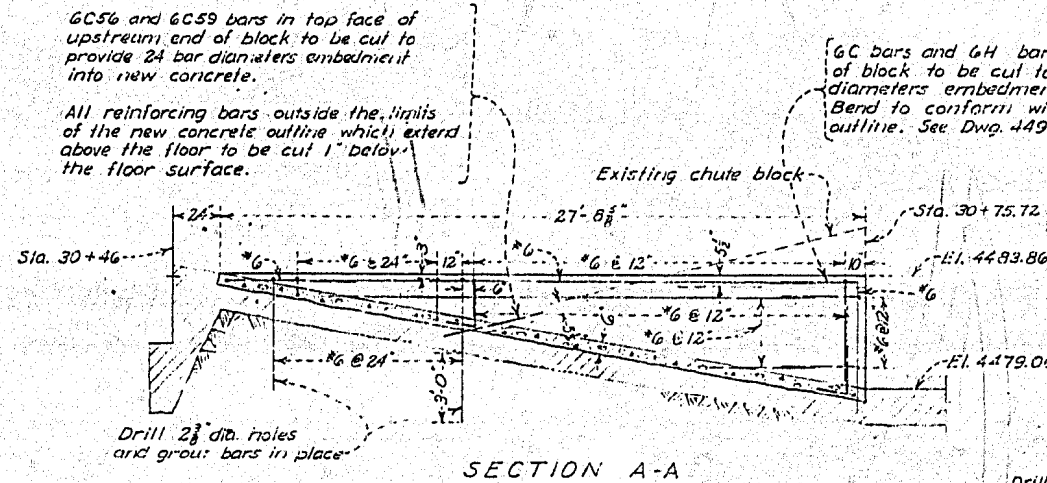 6C56 and 6C59 bars in top face of
upstream end of block to be cut to
provide 24 bar diameters embedment
into new concrete.
All reinforcing bars outside the limits
of the new concrete outline which extend
above the floor to be cut 1" below
the floor surface.
6C bars and 6H bar
of block to be cut to
diameters embedmen
Bend to conform wi
outline. See Dwg. 449
Existing chute block
24"
27'-8⅝"
Sta. 30+75.72
Sta. 30+46
#6
#6 @ 24"
3"
12"
#6
#6 @ 12"
5½"
10"
El. 4483.86
6"
#6
#6 @ 12"
#6 @ 12"
6
#6 @ 12"
#6 @ 24"
3'-0"
El. 4479.04
Drill 2⅜" dia. holes
and grout bars in place
SECTION A-A
Drill